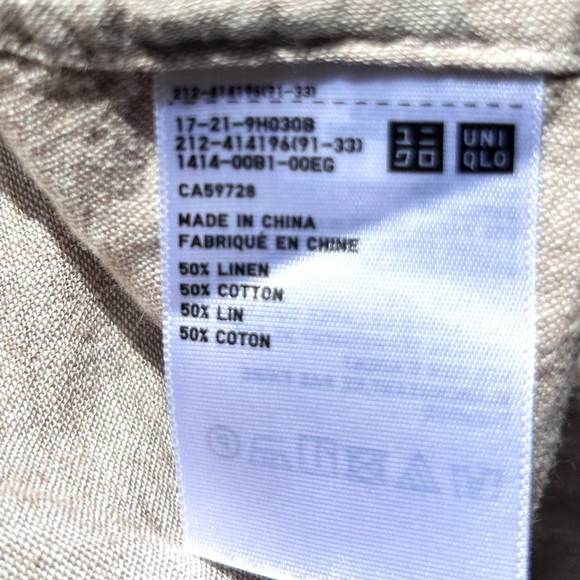 212-414196(91-33)
17-21-9H030B
212-414196(91-33)
1414-00B1-00EG
ユニ
クロ
UNI
QLO
CA59728
MADE IN CHINA
FABRIQUÉ EN CHINE
50% LINEN
50% COTTON
50% LIN
50% COTON